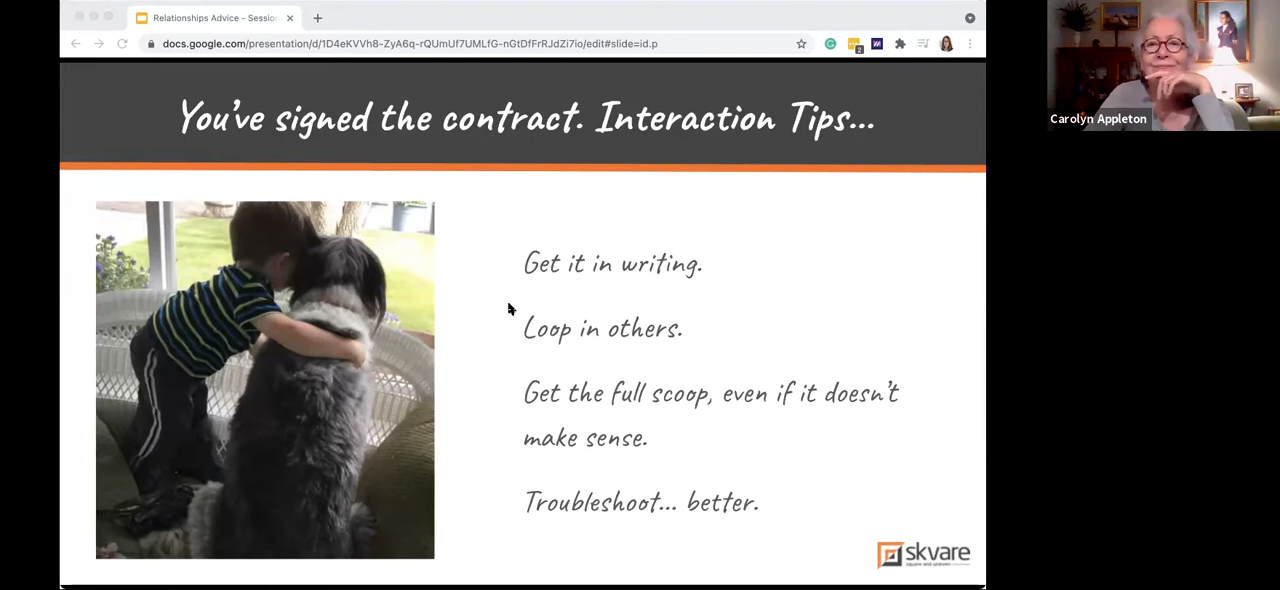 Relationships Advice - Session
docs.google.com/presentation/d/1D4eKVVh8-ZyA6q-rQUmUf7UMLfG-nGtDfFrRJdZi7io/edit#slide=id.p
2
You've signed the contract. Interaction Tips...
Get it in writing.
Loop in others.
Get the full scoop, even if it doesn't
make sense.
Troubleshoot... better.
skvare
square and uneven
Carolyn Appleton